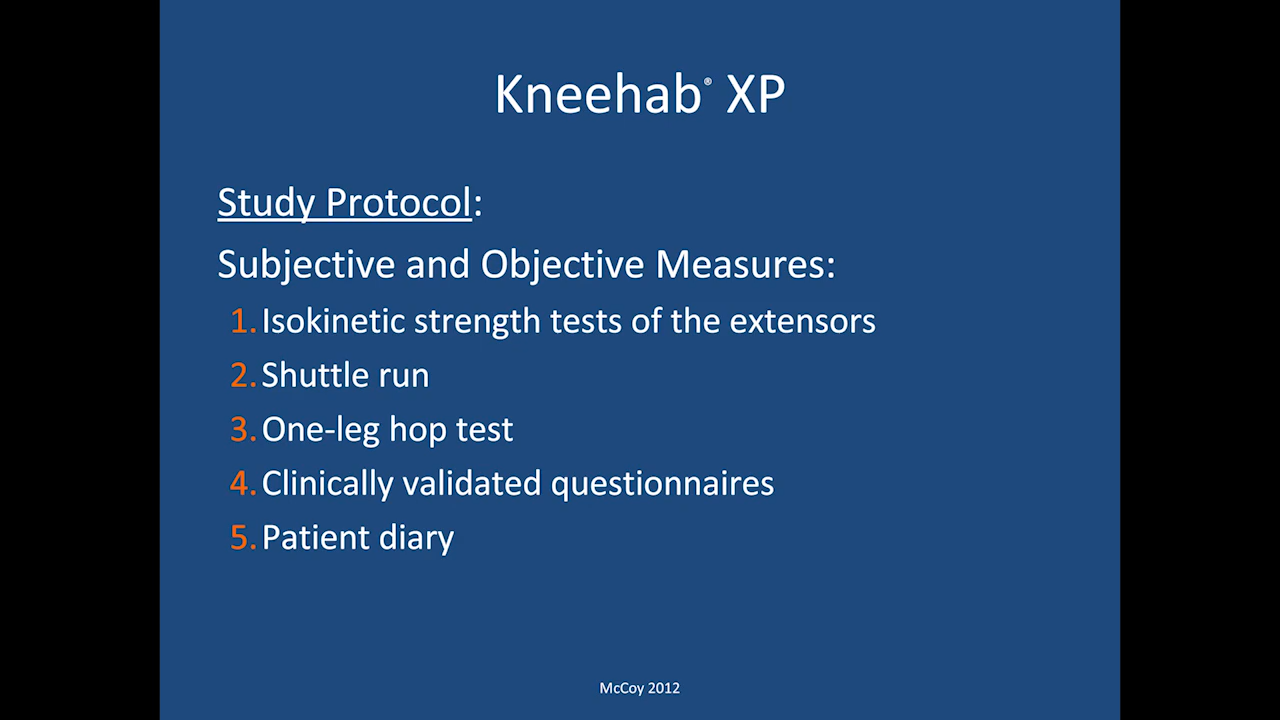 Kneehab® XP
Study Protocol:
Subjective and Objective Measures:
1. Isokinetic strength tests of the extensors
2. Shuttle run
3. One-leg hop test
4. Clinically validated questionnaires
5. Patient diary
McCoy 2012